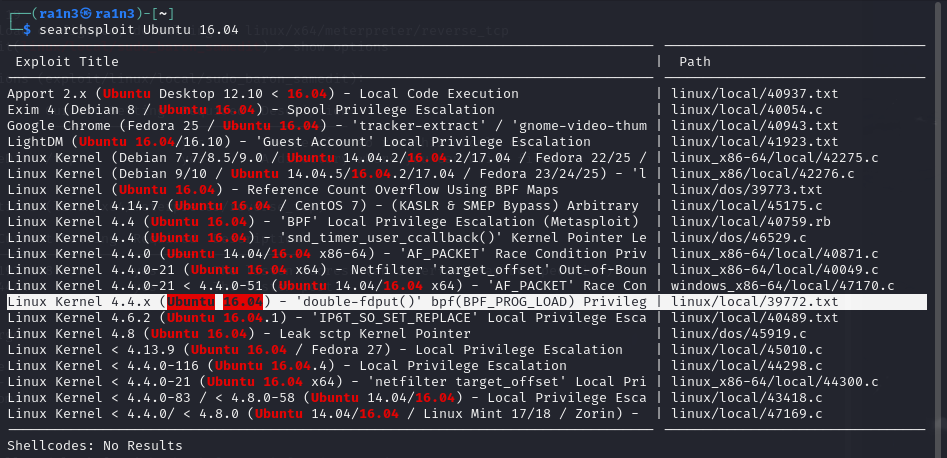 ┌──(ra1n3㉿ra1n3)-[~]
└─$ searchsploit Ubuntu 16.04
Exploit Title | Path
Apport 2.x (Ubuntu Desktop 12.10 < 16.04) - Local Code Execution | linux/local/40937.txt
Exim 4 (Debian 8 / Ubuntu 16.04) - Spool Privilege Escalation | linux/local/40054.c
Google Chrome (Fedora 25 / Ubuntu 16.04) - 'tracker-extract' / 'gnome-video-thum | linux/local/40943.txt
LightDM (Ubuntu 16.04/16.10) - 'Guest Account' Local Privilege Escalation | linux/local/41923.txt
Linux Kernel (Debian 7.7/8.5/9.0 / Ubuntu 14.04.2/16.04.2/17.04 / Fedora 22/25 / | linux_x86-64/local/42275.c
Linux Kernel (Debian 9/10 / Ubuntu 14.04.5/16.04.2/17.04 / Fedora 23/24/25) - 'l | linux_x86/local/42276.c
Linux Kernel (Ubuntu 16.04) - Reference Count Overflow Using BPF Maps | linux/dos/39773.txt
Linux Kernel 4.14.7 (Ubuntu 16.04 / CentOS 7) - (KASLR & SMEP Bypass) Arbitrary | linux/local/45175.c
Linux Kernel 4.4 (Ubuntu 16.04) - 'BPF' Local Privilege Escalation (Metasploit) | linux/local/40759.rb
Linux Kernel 4.4 (Ubuntu 16.04) - 'snd_timer_user_ccallback()' Kernel Pointer Le | linux/dos/46529.c
Linux Kernel 4.4.0 (Ubuntu 14.04/16.04 x86-64) - 'AF_PACKET' Race Condition Priv | linux_x86-64/local/40871.c
Linux Kernel 4.4.0-21 (Ubuntu 16.04 x64) - Netfilter 'target_offset' Out-of-Boun | linux_x86-64/local/40049.c
Linux Kernel 4.4.0-21 < 4.4.0-51 (Ubuntu 14.04/16.04 x64) - 'AF_PACKET' Race Con | windows_x86-64/local/47170.c
Linux Kernel 4.4.x (Ubuntu 16.04) - 'double-fdput()' bpf(BPF_PROG_LOAD) Privileg | linux/local/39772.txt
Linux Kernel 4.6.2 (Ubuntu 16.04.1) - 'IP6T_SO_SET_REPLACE' Local Privilege Esca | linux/local/40489.txt
Linux Kernel 4.8 (Ubuntu 16.04) - Leak sctp Kernel Pointer | linux/dos/45919.c
Linux Kernel < 4.13.9 (Ubuntu 16.04 / Fedora 27) - Local Privilege Escalation | linux/local/45010.c
Linux Kernel < 4.4.0-116 (Ubuntu 16.04.4) - Local Privilege Escalation | linux/local/44298.c
Linux Kernel < 4.4.0-21 (Ubuntu 16.04 x64) - 'netfilter target_offset' Local Pri | linux_x86-64/local/44300.c
Linux Kernel < 4.4.0-83 / < 4.8.0-58 (Ubuntu 14.04/16.04) - Local Privilege Esca | linux/local/43418.c
Linux Kernel < 4.4.0/ < 4.8.0 (Ubuntu 14.04/16.04 / Linux Mint 17/18 / Zorin) - | linux/local/47169.c
Shellcodes: No Results